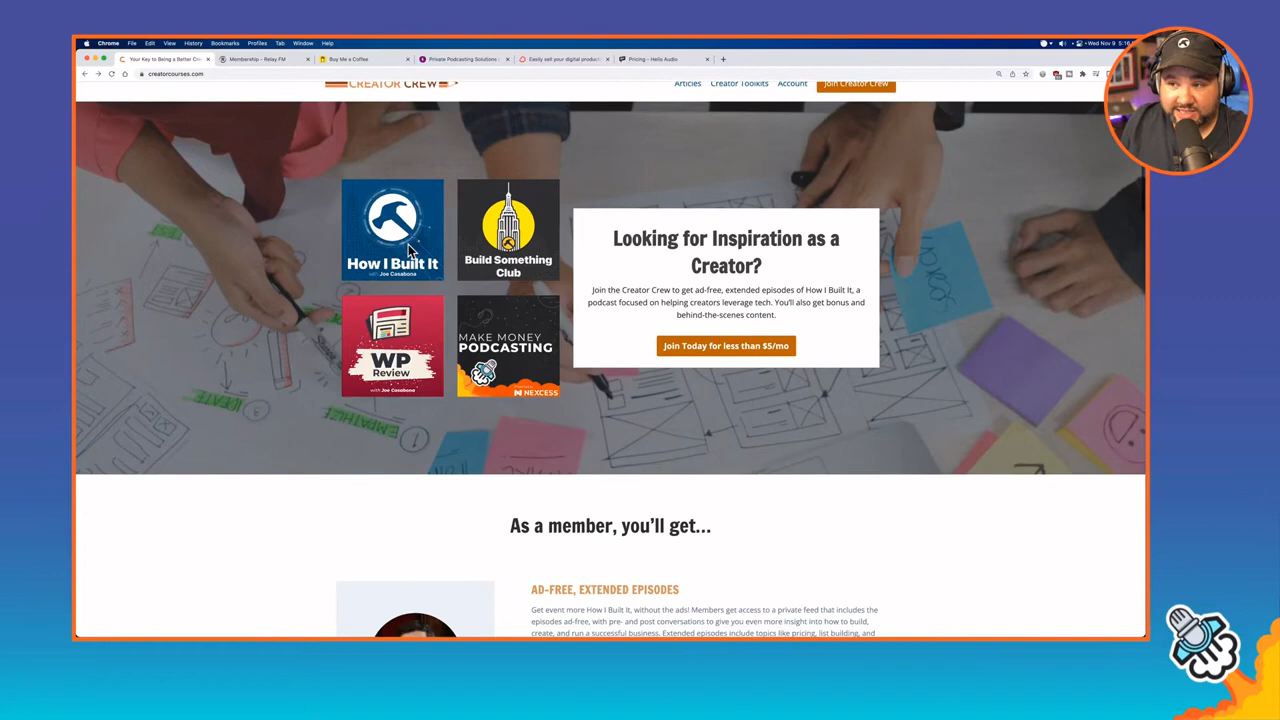 Chrome File Edit View History Bookmarks Profiles Tab Window Help
Wed Nov 9 5:16
Your Key to Being a Better Cre
Membership - Relay FM
Buy Me a Coffee
Private Podcasting Solutions
Easily sell your digital product
Pricing - Hello Audio
creatorcourses.com
CREATOR CREW
Articles
Creator Toolkits
Account
Join Creator Crew
How I Built It
with Joe Casabona
Build Something
Club
WP
Review
with Joe Casabona
MAKE MONEY
PODCASTING
NEXCESS
Looking for Inspiration as a
Creator?
Join the Creator Crew to get ad-free, extended episodes of How I Built It, a
podcast focused on helping creators leverage tech. You'll also get bonus and
behind-the-scenes content.
Join Today for less than $5/mo
IDEATE
EMPATHISE
As a member, you'll get...
AD-FREE, EXTENDED EPISODES
Get event more How I Built It, without the ads! Members get access to a private feed that includes the
episodes ad-free, with pre- and post conversations to give you even more insight into how to build,
create, and run a successful business. Extended episodes include topics like pricing, list building, and